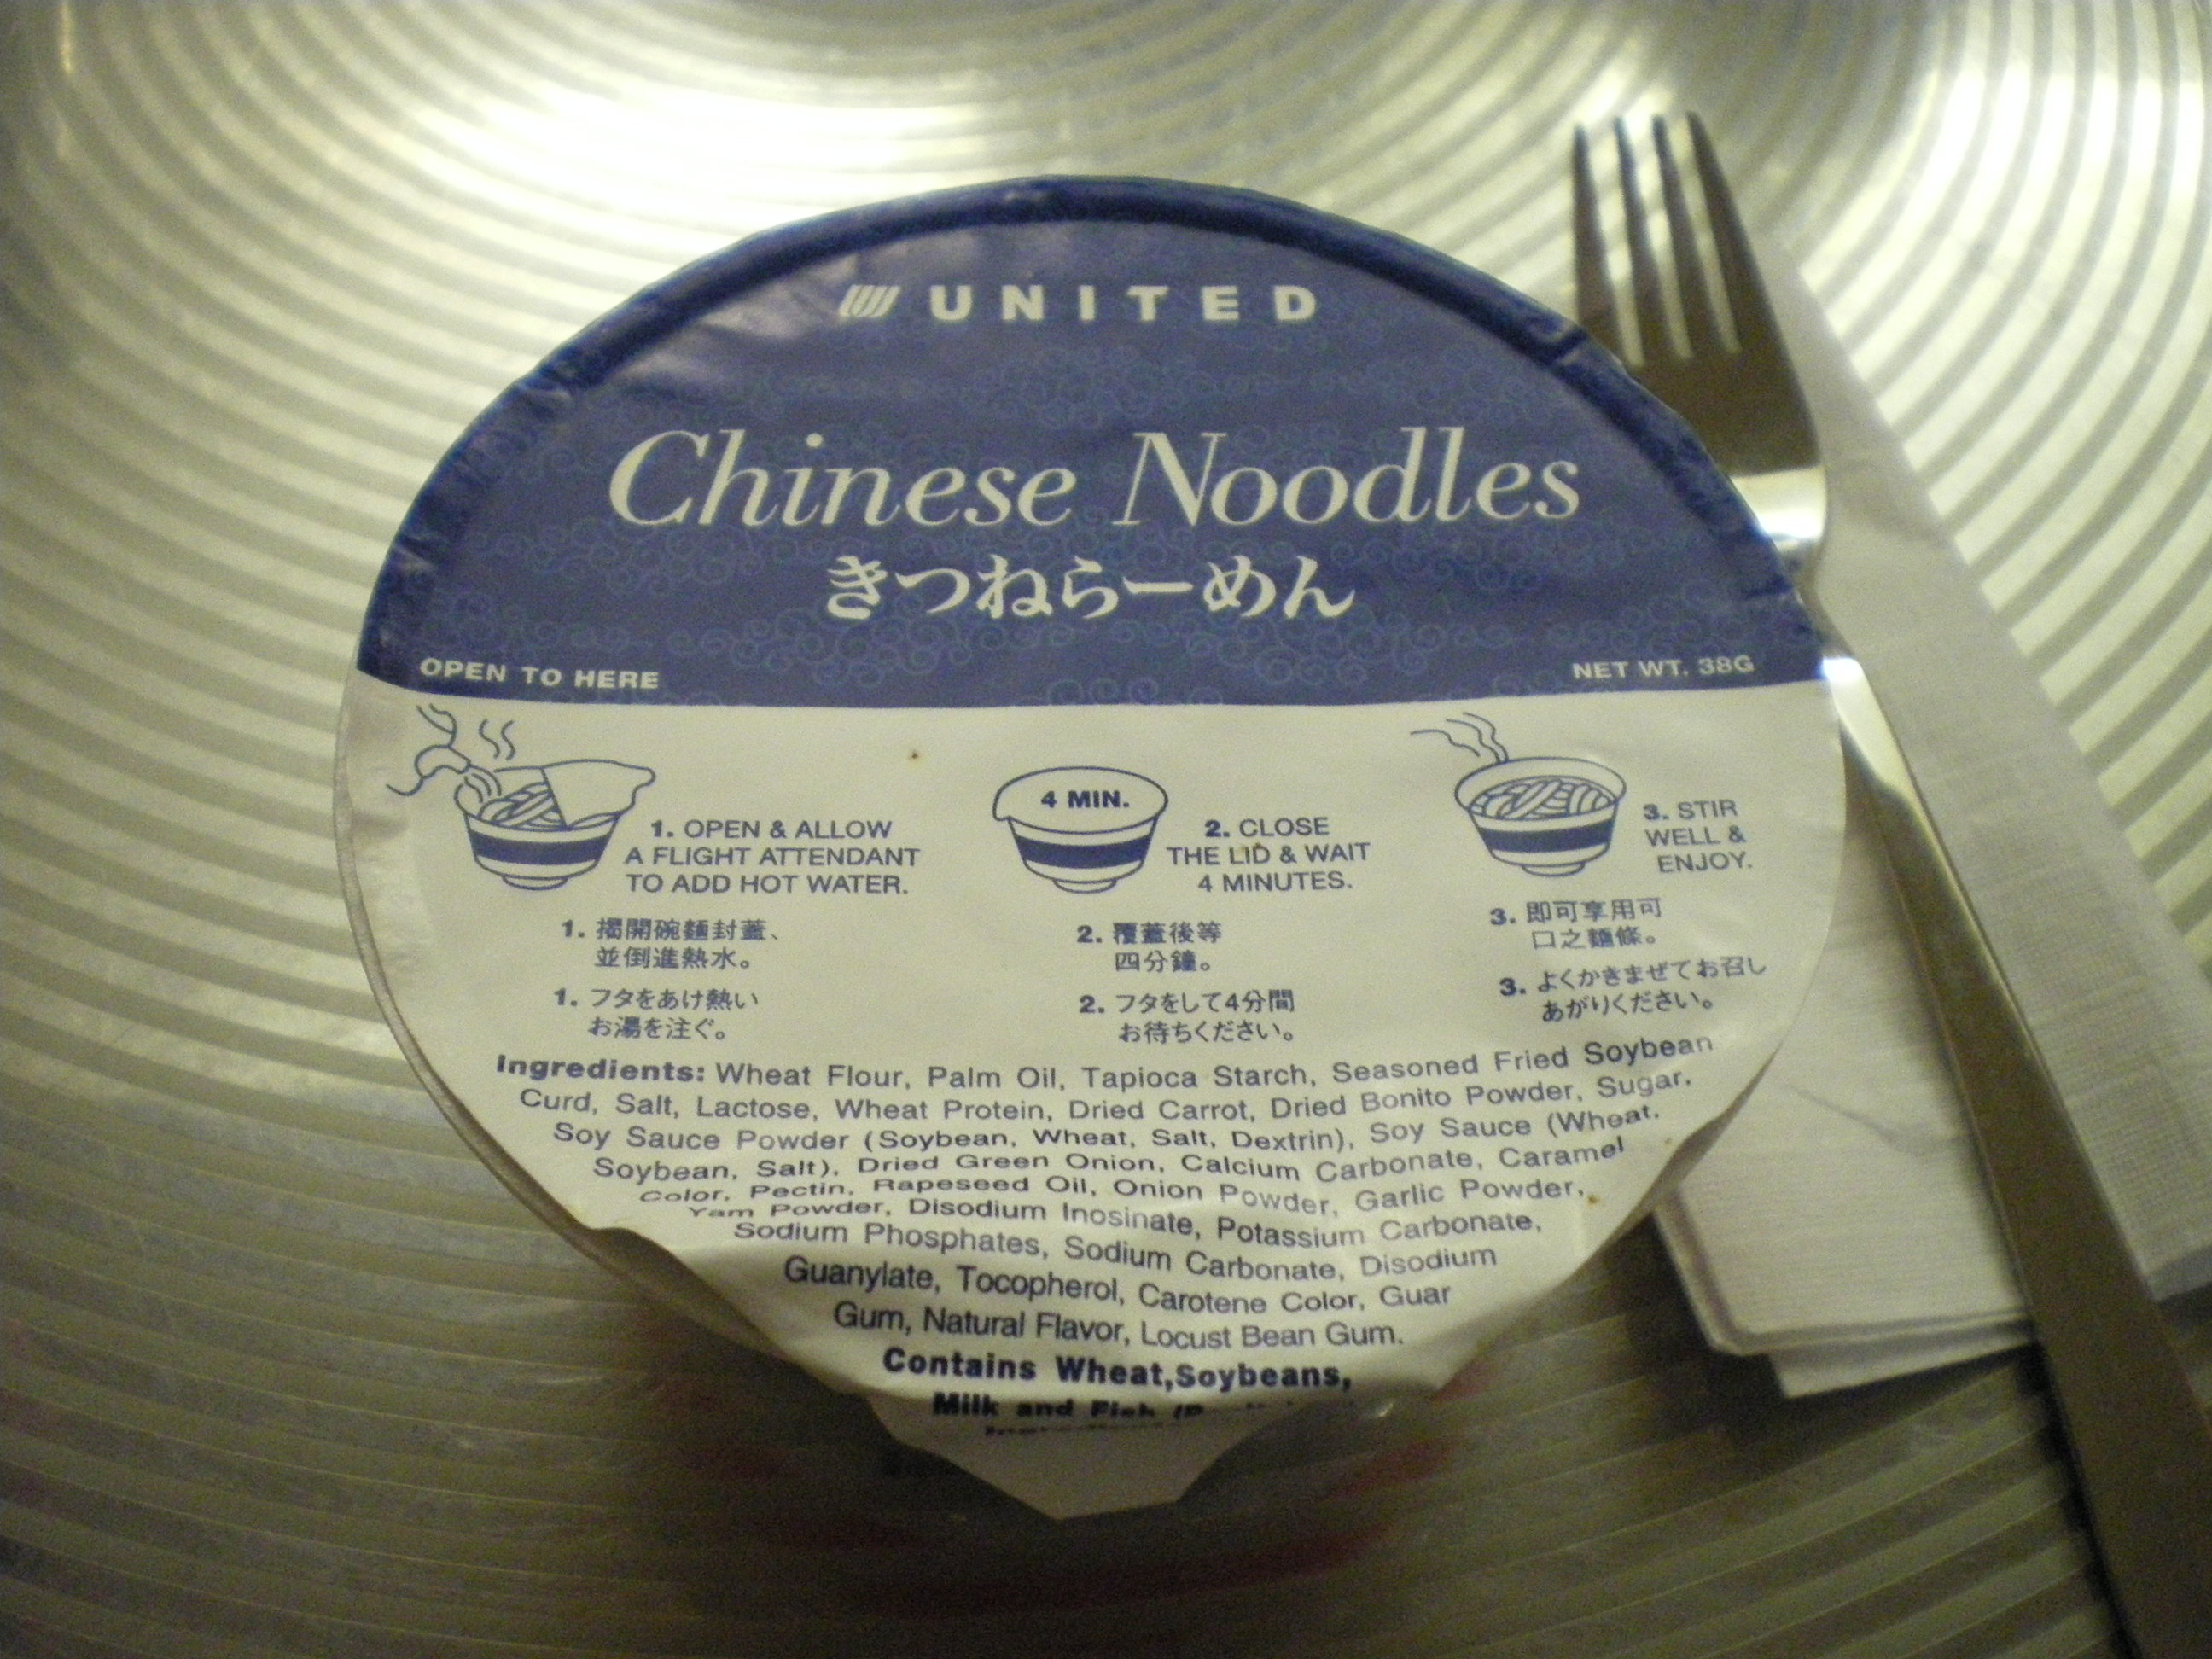 UNITED
Chinese Noodles
きつねらーめん
OPEN TO HERE
NET WT. 38G
1. OPEN & ALLOW
A FLIGHT ATTENDANT
TO ADD HOT WATER.
1. 揭開碗麵封蓋、
並倒進熱水。
1. フタをあけ熱い
お湯を注ぐ。
4 MIN.
2. CLOSE
THE LID & WAIT
4 MINUTES.
2. 覆蓋後等
四分鐘。
2. フタをして4分間
お待ちください。
3. STIR
WELL &
ENJOY.
3. 即可享用可
口之麵條。
3. よくかきまぜてお召し
あがりください。
Ingredients: Wheat Flour, Palm Oil, Tapioca Starch, Seasoned Fried Soybean
Curd, Salt, Lactose, Wheat Protein, Dried Carrot, Dried Bonito Powder, Sugar,
Soy Sauce Powder (Soybean, Wheat, Salt, Dextrin), Soy Sauce (Wheat,
Soybean, Salt), Dried Green Onion, Calcium Carbonate, Caramel
Color, Pectin, Rapeseed Oil, Onion Powder, Garlic Powder,
Yam Powder, Disodium Inosinate, Potassium Carbonate,
Sodium Phosphates, Sodium Carbonate, Disodium
Guanylate, Tocopherol, Carotene Color, Guar
Gum, Natural Flavor, Locust Bean Gum.
Contains Wheat,Soybeans,
Milk and Fish